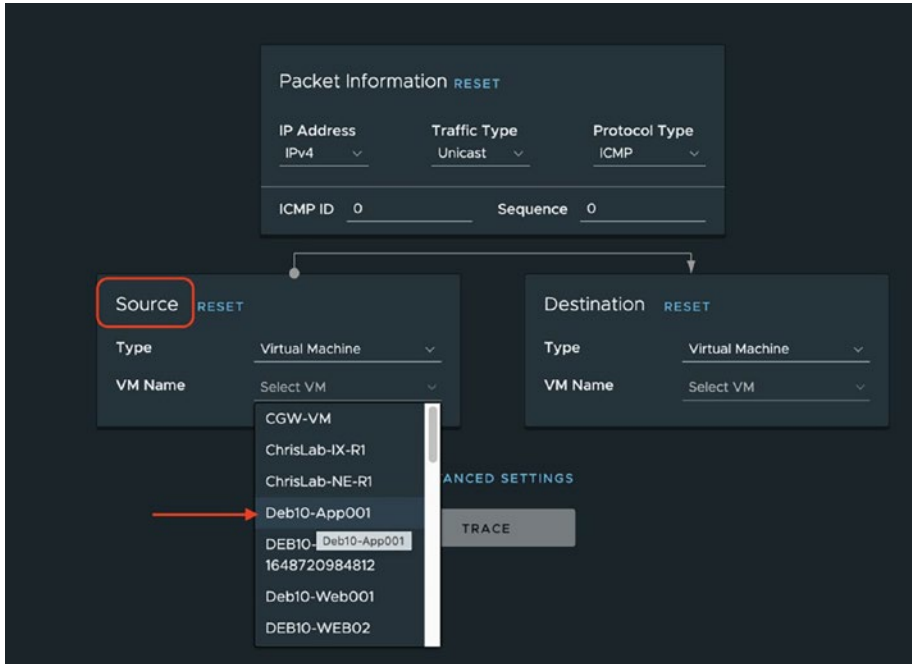 Packet Information RESET
IP Address Traffic Type Protocol Type
IPv4 Unicast ICMP
ICMP ID 0 Sequence 0
Source RESET
Type Virtual Machine
VM Name Select VM
CGW-VM
ChrisLab-IX-R1
ChrisLab-NE-R1
Deb10-App001
DEB10- Deb10-App001
1648720984812
Deb10-Web001
DEB10-WEB02
Destination RESET
Type Virtual Machine
VM Name Select VM
ANCED SETTINGS
TRACE